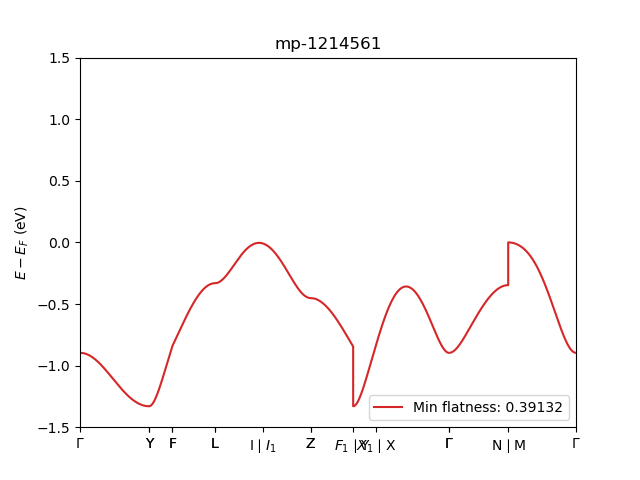 mp-1214561
E − E_F (eV)
1.5
1.0
0.5
0.0
−0.5
−1.0
−1.5
Min flatness: 0.39132
Γ Y F L I | I₁ Z F₁ | Y X₁ | X Γ N | M Γ